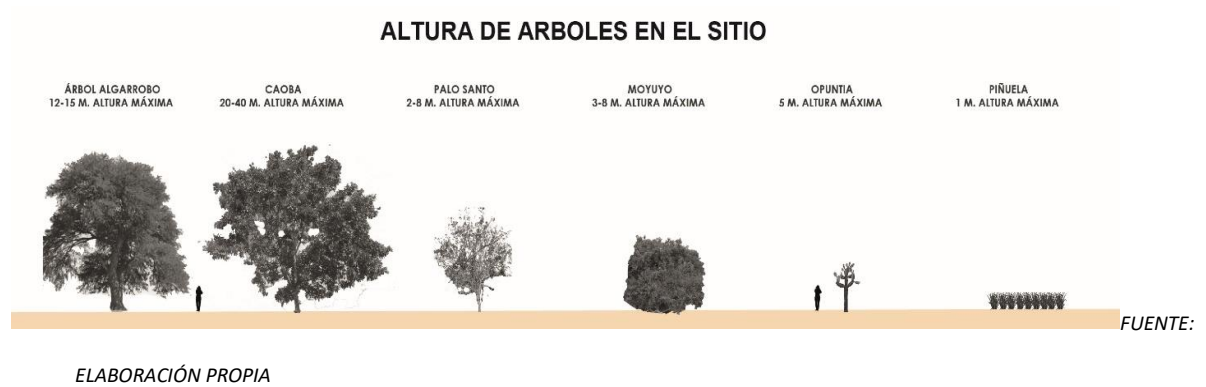 ALTURA DE ARBOLES EN EL SITIO
ÁRBOL ALGARROBO
12-15 M. ALTURA MÁXIMA
CAOBA
20-40 M. ALTURA MÁXIMA
PALO SANTO
2-8 M. ALTURA MÁXIMA
MOYUYO
3-8 M. ALTURA MÁXIMA
OPUNTIA
5 M. ALTURA MÁXIMA
PIÑUELA
1 M. ALTURA MÁXIMA
FUENTE:
ELABORACIÓN PROPIA